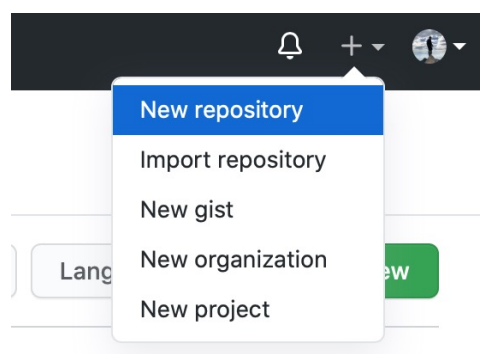 New repository
Import repository
New gist
Lang
New organization
ew
New project